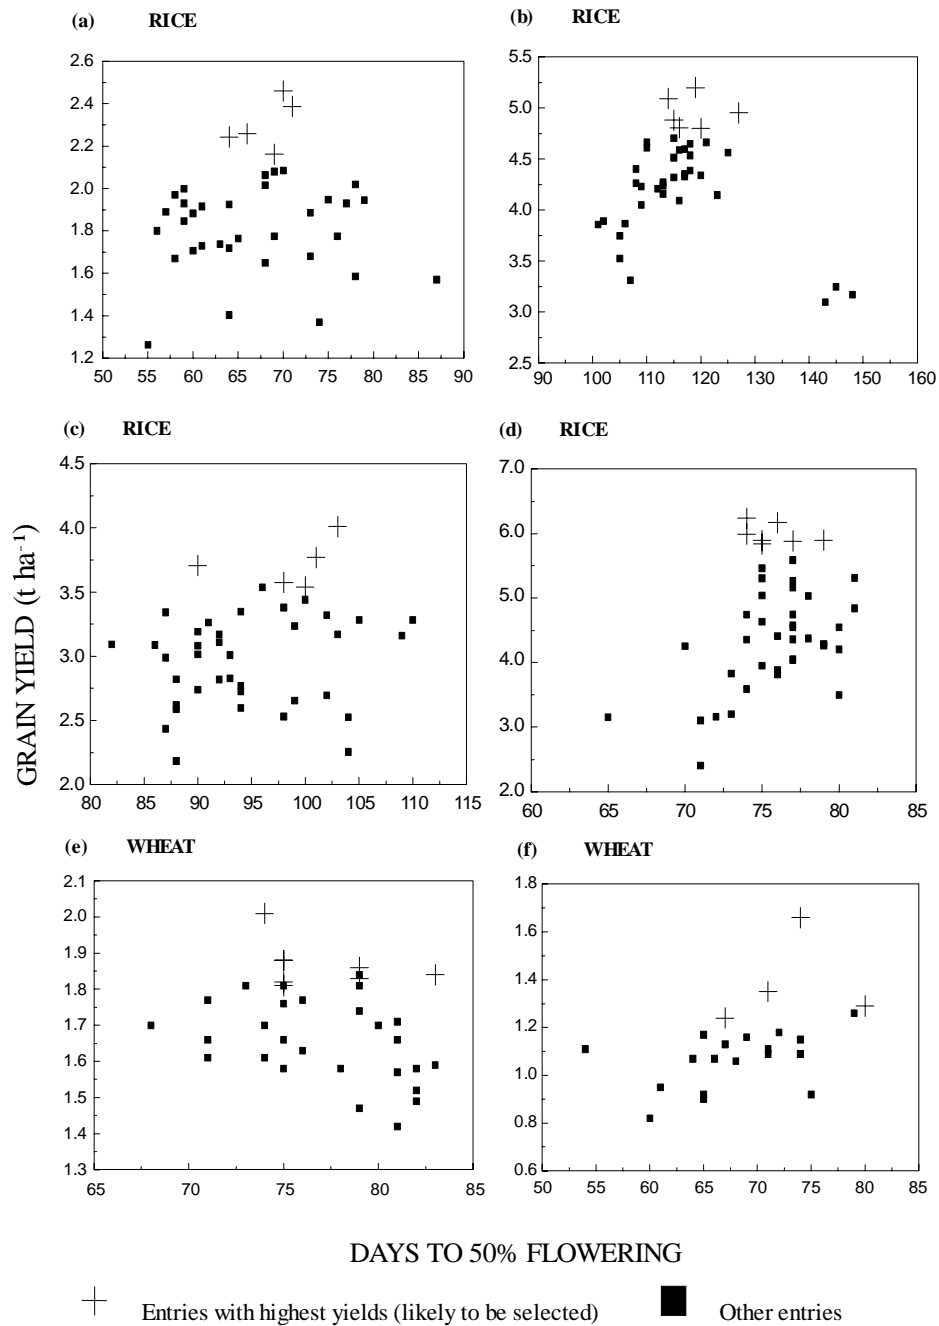 (a) RICE
2.6
2.4
2.2
2.0
1.8
1.6
1.4
1.2
50 55 60 65 70 75 80 85 90
(b) RICE
5.5
5.0
4.5
4.0
3.5
3.0
2.5
90 100 110 120 130 140 150 160
(c) RICE
4.5
4.0
3.5
3.0
2.5
2.0
80 85 90 95 100 105 110 115
(d) RICE
7.0
6.0
5.0
4.0
3.0
2.0
60 65 70 75 80 85
GRAIN YIELD (t ha⁻¹)
(e) WHEAT
2.1
2.0
1.9
1.8
1.7
1.6
1.5
1.4
1.3
65 70 75 80 85
(f) WHEAT
1.8
1.6
1.4
1.2
1.0
0.8
0.6
50 55 60 65 70 75 80 85
DAYS TO 50% FLOWERING
Entries with highest yields (likely to be selected) Other entries